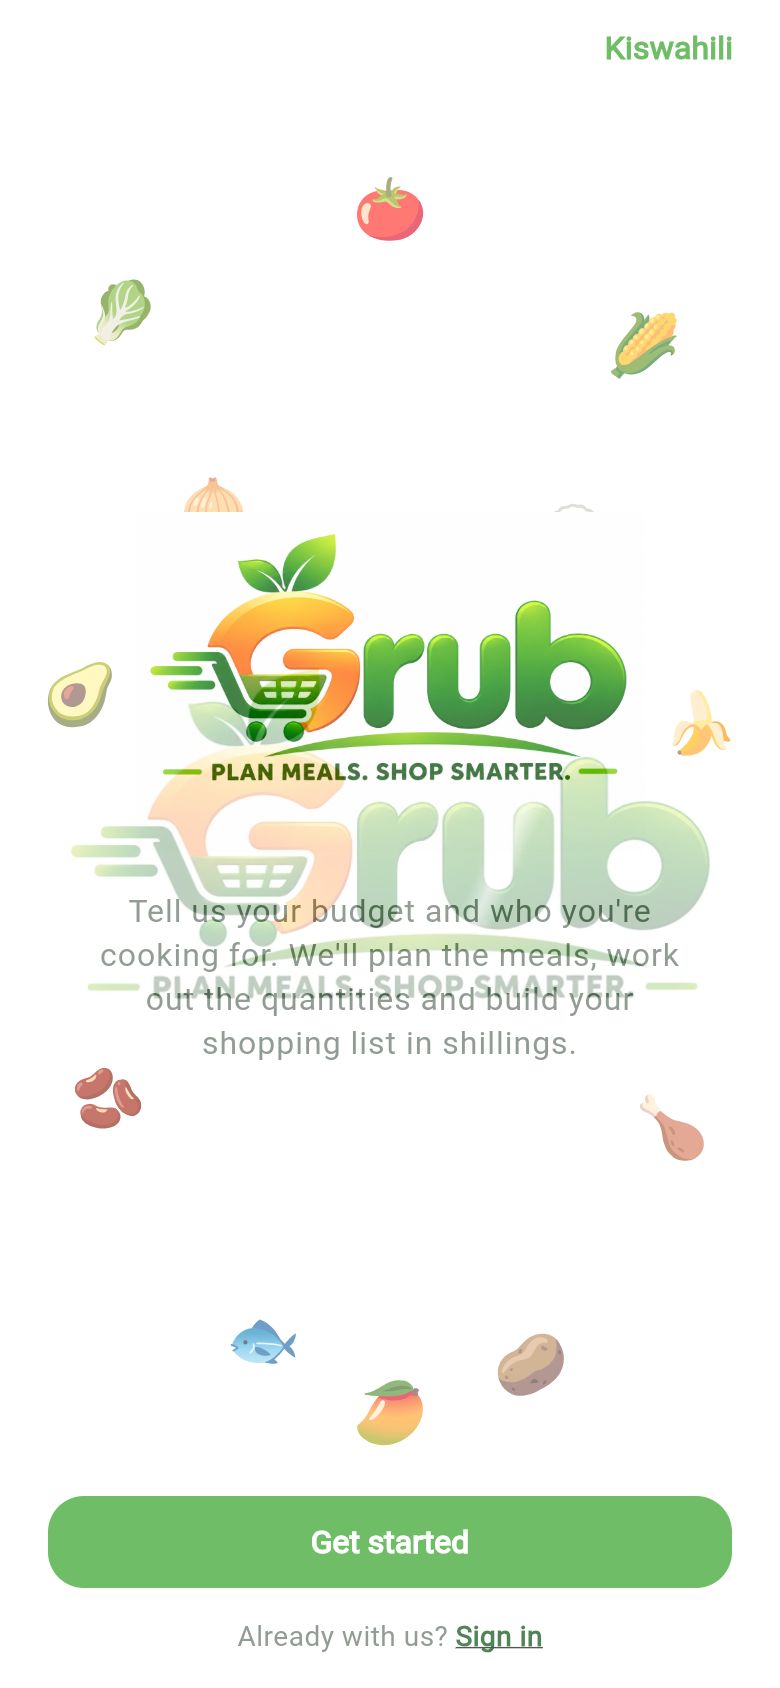 Kiswahili
Grub
PLAN MEALS. SHOP SMARTER.
Grub
Tell us your budget and who you're
cooking for. We'll plan the meals, work
PLAN MEALS. SHOP SMARTER.
out the quantities and build your
shopping list in shillings.
Get started
Already with us? Sign in